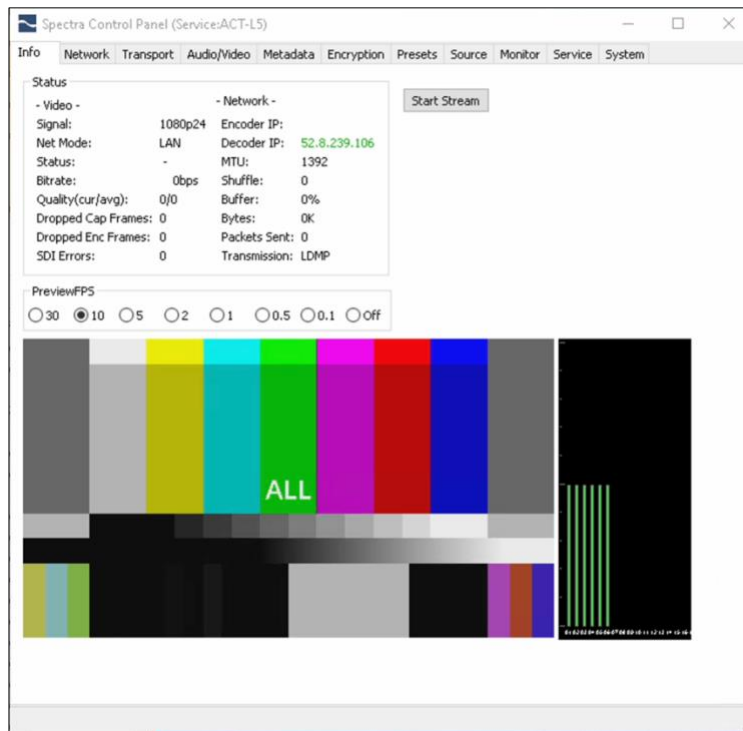 Spectra Control Panel (Service:ACT-L5)
Info Network Transport Audio/Video Metadata Encryption Presets Source Monitor Service System
Status
- Video - - Network -
Signal: 1080p24 Encoder IP:
Net Mode: LAN Decoder IP: 52.8.239.106
Status: - MTU: 1392
Bitrate: 0bps Shuffle: 0
Quality(cur/avg): 0/0 Buffer: 0%
Dropped Cap Frames: 0 Bytes: 0K
Dropped Enc Frames: 0 Packets Sent: 0
SDI Errors: 0 Transmission: LDMP
Start Stream
PreviewFPS
30 10 5 2 1 0.5 0.1 Off
ALL